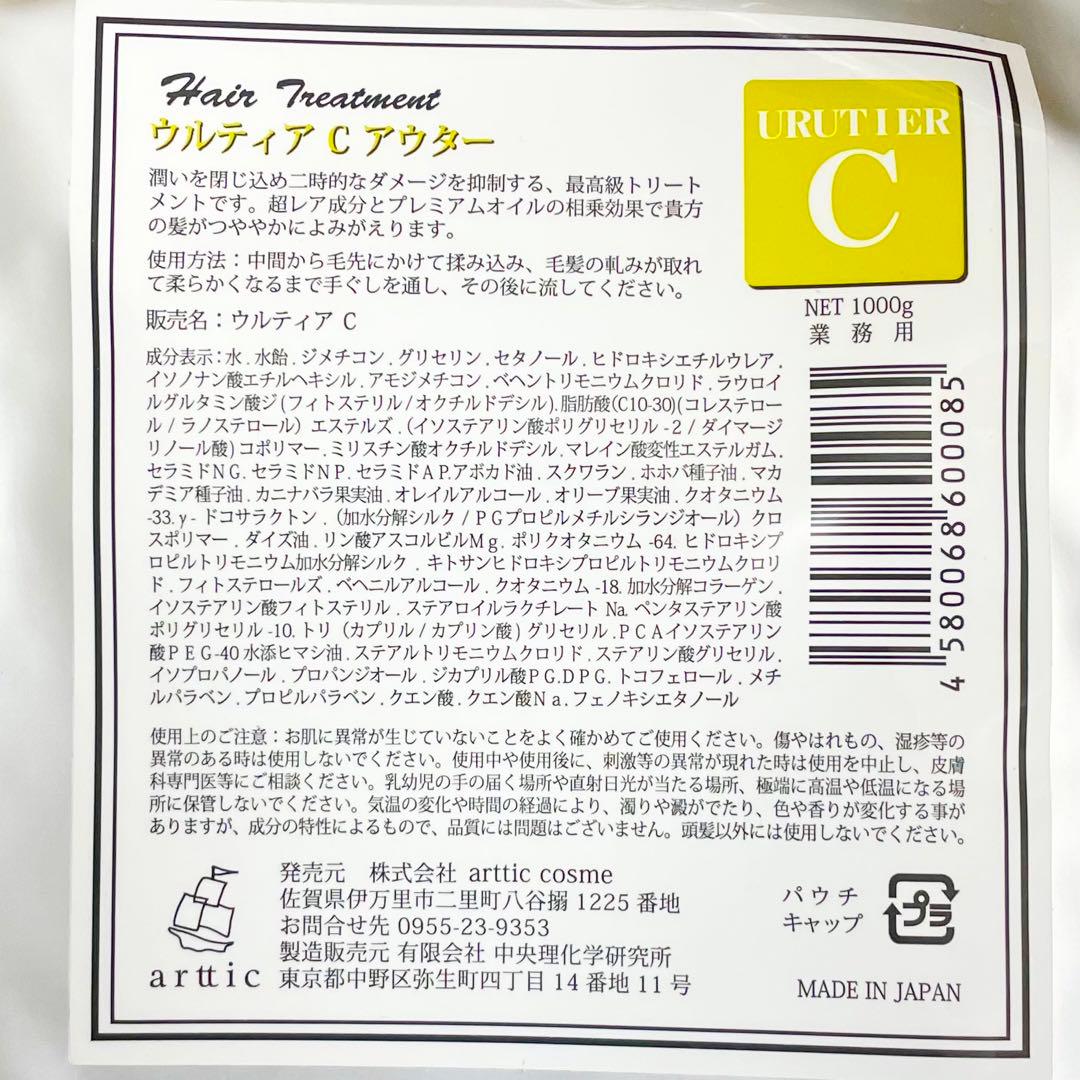 Hair Treatment
ウルティア C アウター
潤いを閉じ込め二時的なダメージを抑制する、最高級トリート
メントです。超レア成分とプレミアムオイルの相乗効果で貴方
の髪がつややかによみがえります。
使用方法：中間から毛先にかけて揉み込み、毛髪の軋みが取れ
て柔らかくなるまで手ぐしを通し、その後に流してください。
販売名：ウルティア C
URUTIER
C
NET 1000g
業務用
成分表示：水 . 水飴 . ジメチコン . グリセリン . セタノール . ヒドロキシエチルウレア .
イソノナン酸エチルヘキシル . アモジメチコン . ベヘントリモニウムクロリド . ラウロイ
ルグルタミン酸ジ (フィトステリル / オクチルドデシル). 脂肪酸 (C10-30)(コレステロー
ル / ラノステロール）エステルズ .（イソステアリン酸ポリグリセリル -2 / ダイマージ
リノール酸）コポリマー . ミリスチン酸オクチルドデシル . マレイン酸変性エステルガム .
セラミドＮＧ. セラミドＮＰ. セラミドＡＰ.アボカド油 . スクワラン . ホホバ種子油 . マカ
デミア種子油 . カニナバラ果実油 . オレイルアルコール . オリーブ果実油 . クオタニウム
-33. y - ドコサラクトン .（加水分解シルク / ＰＧプロピルメチルシランジオール）クロ
スポリマー . ダイズ油 . リン酸アスコルビルＭg. ポリクオタニウム -64. ヒドロキシプ
ロピルトリモニウム加水分解シルク . キトサンヒドロキシプロピルトリモニウムクロリ
ド . フィトステロールズ . ベヘニルアルコール . クオタニウム -18. 加水分解コラーゲン .
イソステアリン酸フィトステリル . ステアロイルラクチレート Na. ペンタステアリン酸
ポリグリセリル -10. トリ（カプリル / カプリン酸）グリセリル .ＰＣＡイソステアリン
酸ＰＥＧ-40 水添ヒマシ油 . ステアルトリモニウムクロリド . ステアリン酸グリセリル .
イソプロパノール . プロパンジオール . ジカプリル酸ＰＧ.ＤＰＧ. トコフェロール . メチ
ルパラベン . プロピルパラベン . クエン酸 . クエン酸Ｎａ. フェノキシエタノール
4580068600085
使用上のご注意：お肌に異常が生じていないことをよく確かめてご使用ください。傷やはれもの、湿疹等の
異常のある時は使用しないでください。使用中や使用後に、刺激等の異常が現れた時は使用を中止し、皮膚
科専門医等にご相談ください。乳幼児の手の届く場所や直射日光が当たる場所、極端に高温や低温になる場
所に保管しないでください。気温の変化や時間の経過により、濁りや澱がでたり、色や香りが変化する事が
ありますが、成分の特性によるもので、品質には問題はございません。頭髪以外には使用しないでください。
arttic
発売元　株式会社 arttic cosme
佐賀県伊万里市二里町八谷搦 1225 番地
お問合せ先 0955-23-9353
製造販売元 有限会社 中央理化学研究所
東京都中野区弥生町四丁目 14 番地 11 号
パウチ
キャップ
プラ
MADE IN JAPAN